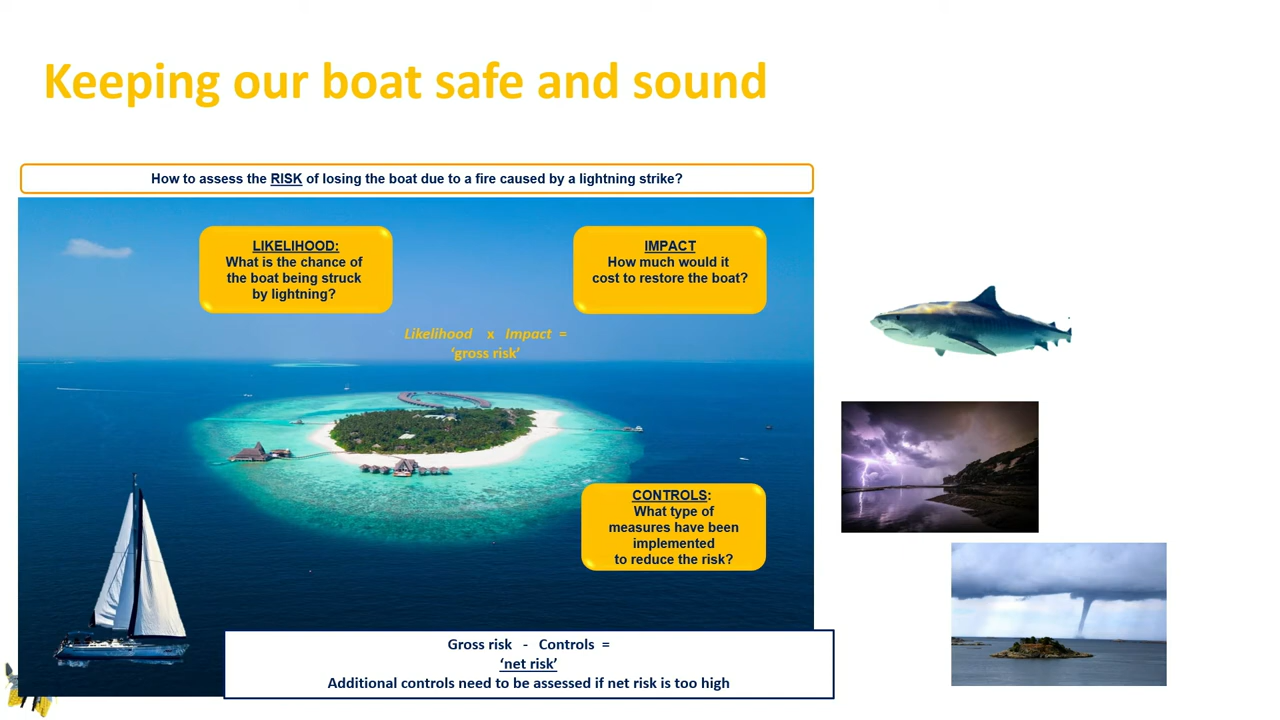 Keeping our boat safe and sound
How to assess the RISK of losing the boat due to a fire caused by a lightning strike?
LIKELIHOOD:
What is the chance of
the boat being struck
by lightning?
IMPACT
How much would it
cost to restore the boat?
Likelihood x Impact =
‘gross risk’
CONTROLS:
What type of
measures have been
implemented
to reduce the risk?
Gross risk - Controls =
‘net risk’
Additional controls need to be assessed if net risk is too high